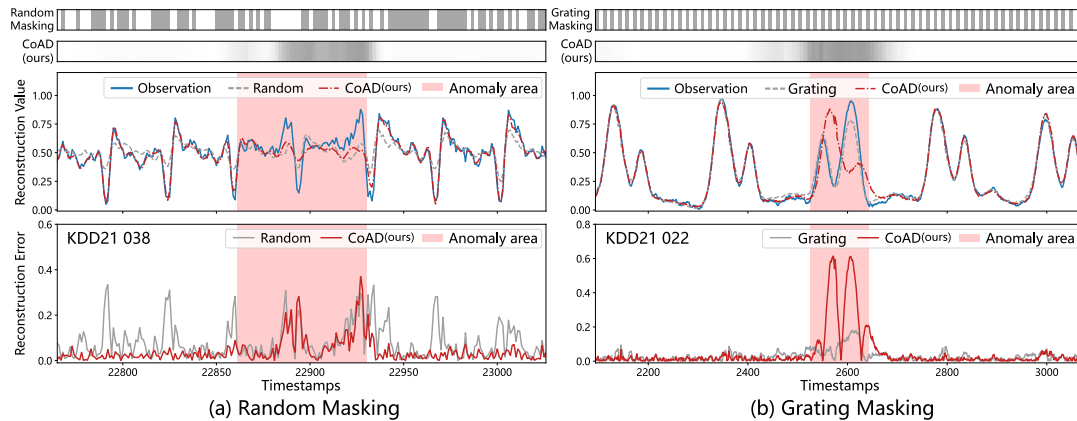 Random
Masking
CoAD
(ours)
Reconstruction Value
1.00
0.75
0.50
0.25
0.00
Observation Random CoAD(ours) Anomaly area
Reconstruction Error
0.6
0.4
0.2
0.0
KDD21 038
Random CoAD(ours) Anomaly area
22800 22850 22900 22950 23000
Timestamps
(a) Random Masking
Grating
Masking
CoAD
(ours)
1.00
0.75
0.50
0.25
0.00
Observation Grating CoAD(ours) Anomaly area
0.8
0.6
0.4
0.2
0.0
KDD21 022
Grating CoAD(ours) Anomaly area
2200 2400 2600 2800 3000
Timestamps
(b) Grating Masking